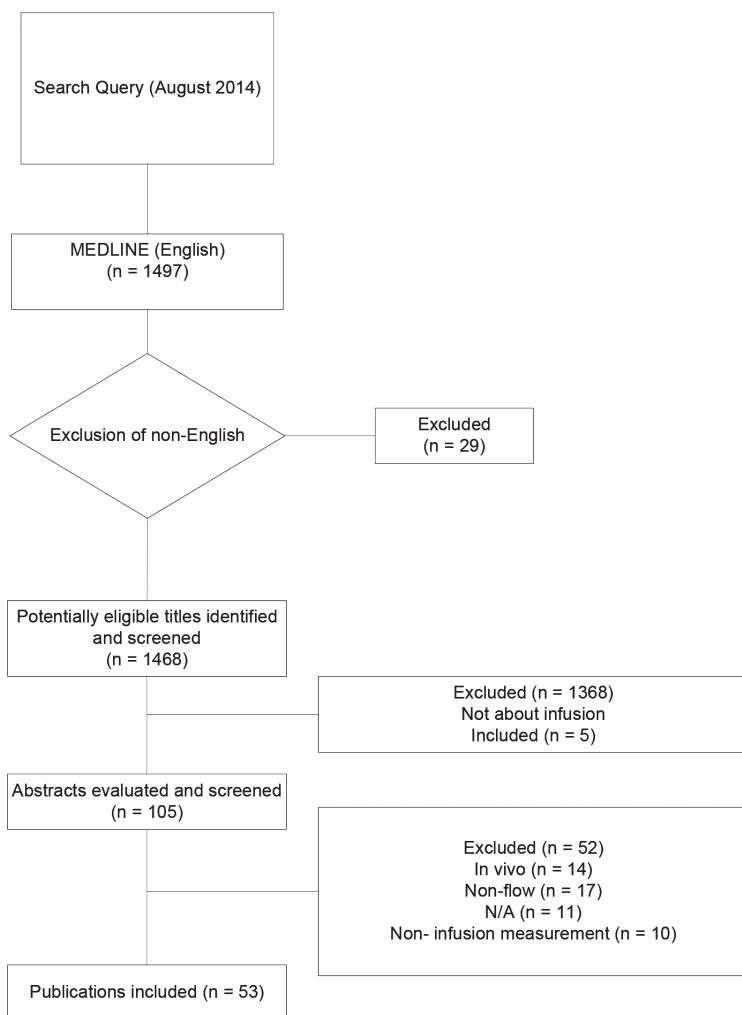 Search Query (August 2014)
MEDLINE (English)
(n = 1497)
Exclusion of non-English
Excluded
(n = 29)
Potentially eligible titles identified
and screened
(n = 1468)
Excluded (n = 1368)
Not about infusion
Included (n = 5)
Abstracts evaluated and screened
(n = 105)
Excluded (n = 52)
In vivo (n = 14)
Non-flow (n = 17)
N/A (n = 11)
Non- infusion measurement (n = 10)
Publications included (n = 53)